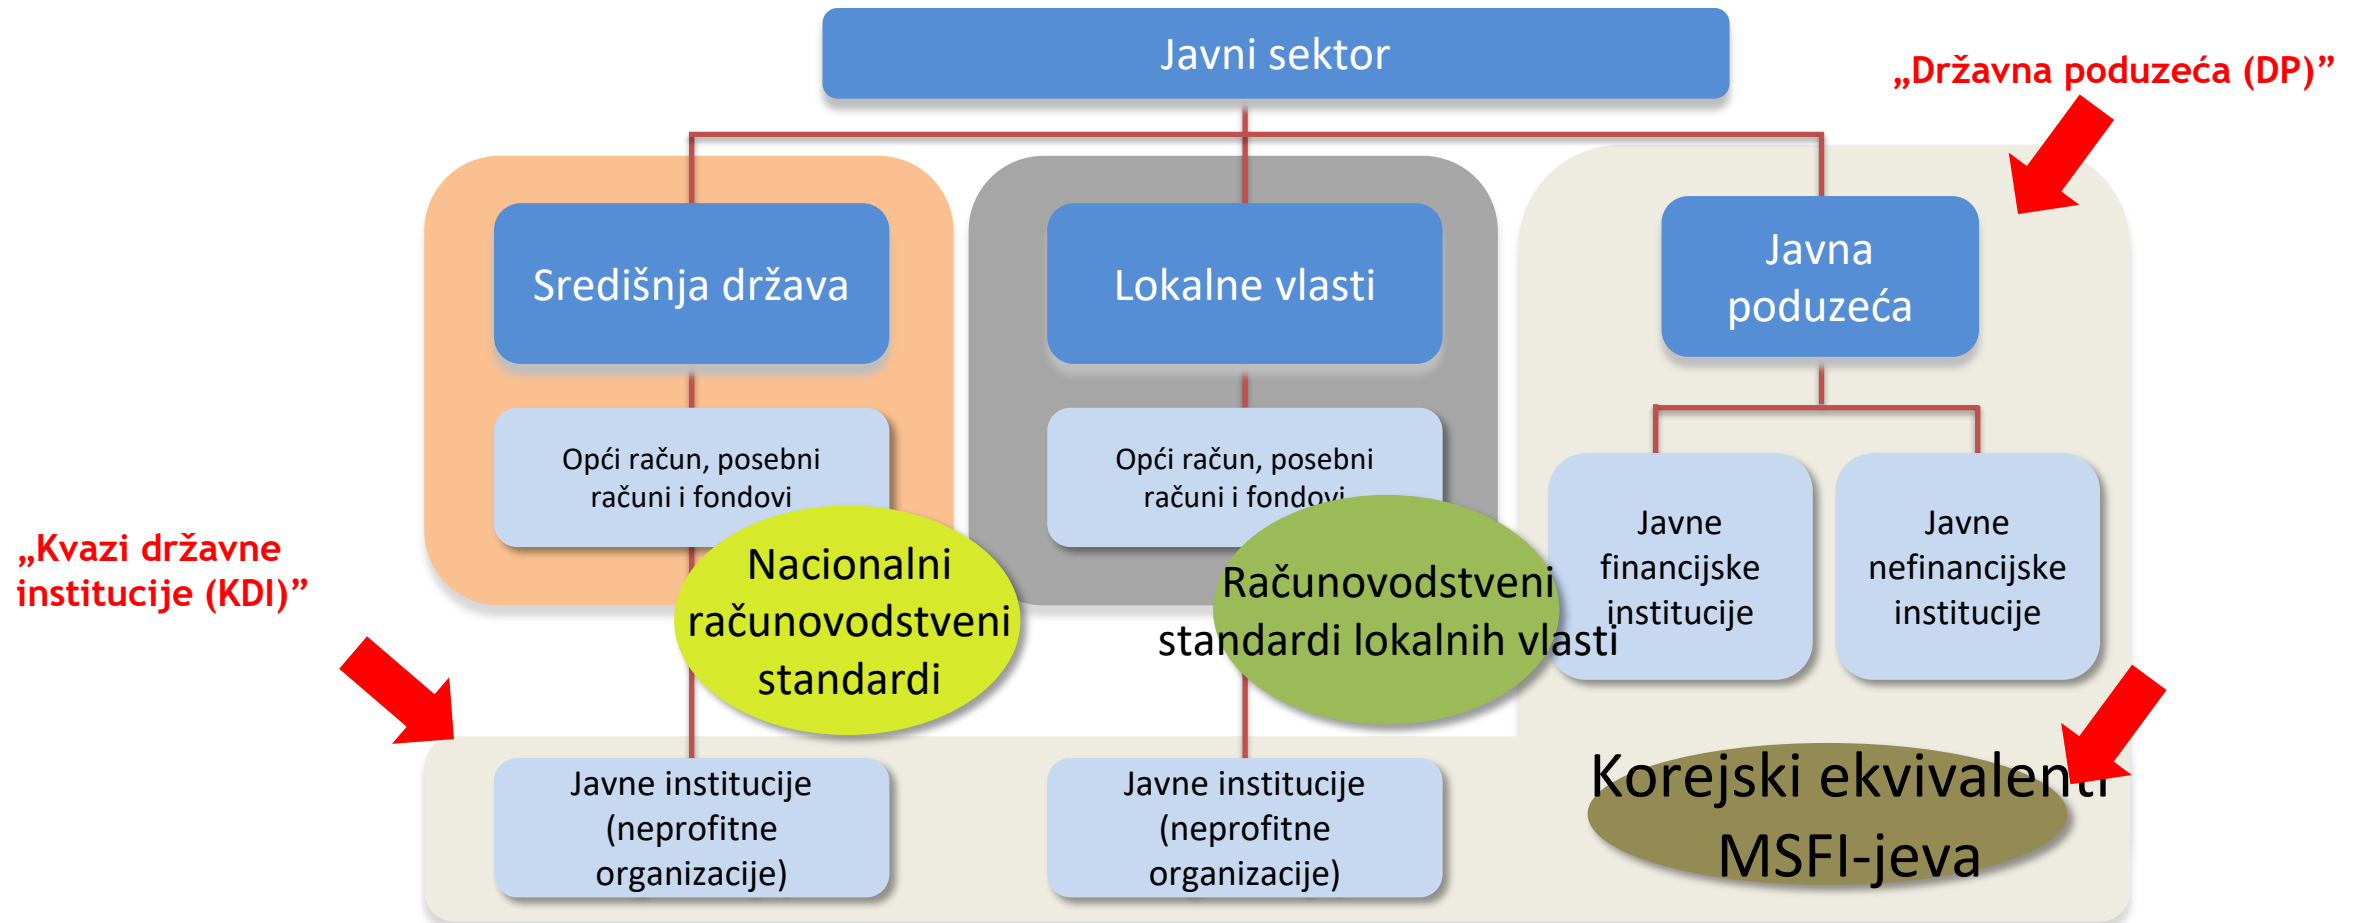 Javni sektor
„Državna poduzeća (DP)”
Središnja država
Lokalne vlasti
Javna
poduzeća
Opći račun, posebni
računi i fondovi
Opći račun, posebni
računi i fondovi
Javne
financijske
institucije
Javne
nefinancijske
institucije
„Kvazi državne
institucije (KDI)”
Nacionalni
računovodstveni
standardi
Računovodstveni
standardi lokalnih vlasti
Javne institucije
(neprofitne
organizacije)
Javne institucije
(neprofitne
organizacije)
Korejski ekvivalenti
MSFI-jeva